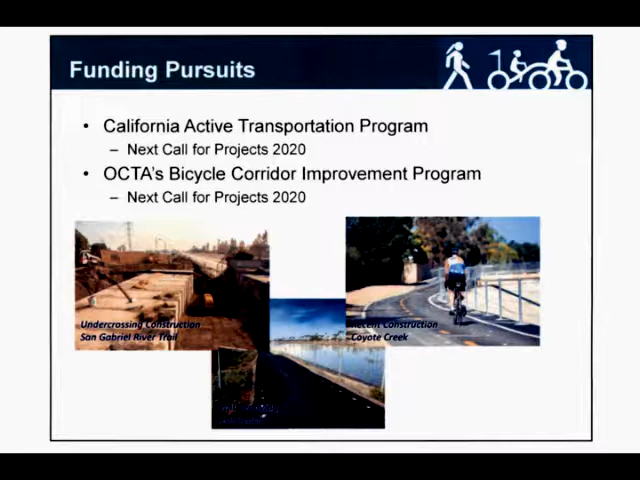 Funding Pursuits
• California Active Transportation Program
– Next Call for Projects 2020
• OCTA's Bicycle Corridor Improvement Program
– Next Call for Projects 2020
Undercrossing Construction
San Gabriel River Trail
Recent Construction
Coyote Creek